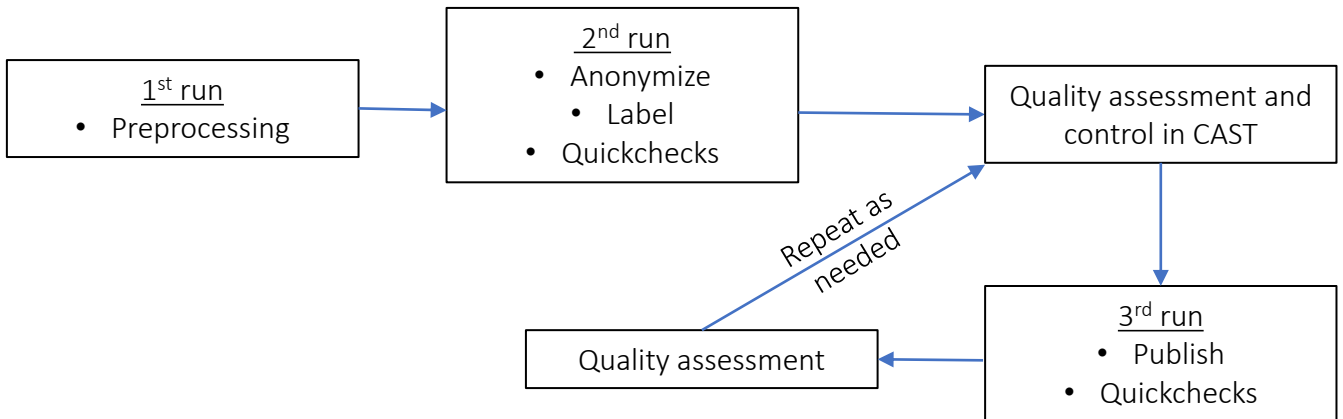 1st run
• Preprocessing
2nd run
• Anonymize
• Label
• Quickchecks
Quality assessment and
control in CAST
Repeat as
needed
3rd run
• Publish
• Quickchecks
Quality assessment